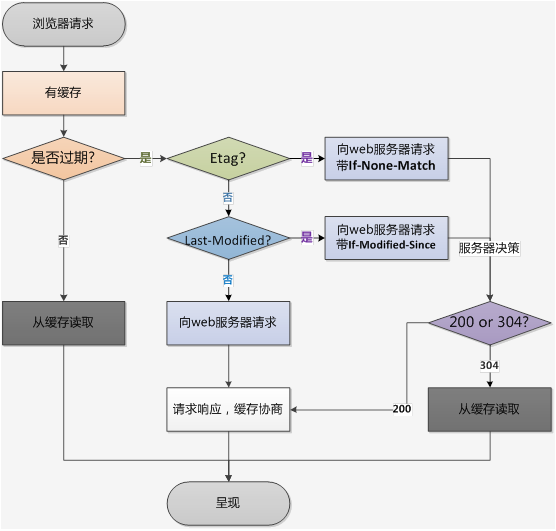 浏览器请求
有缓存
是否过期?
是
Etag?
是
向web服务器请求
带If-None-Match
否
否
Last-Modified?
是
向web服务器请求
带If-Modified-Since
服务器决策
否
从缓存读取
向web服务器请求
200 or 304?
304
请求响应，缓存协商
200
从缓存读取
呈现